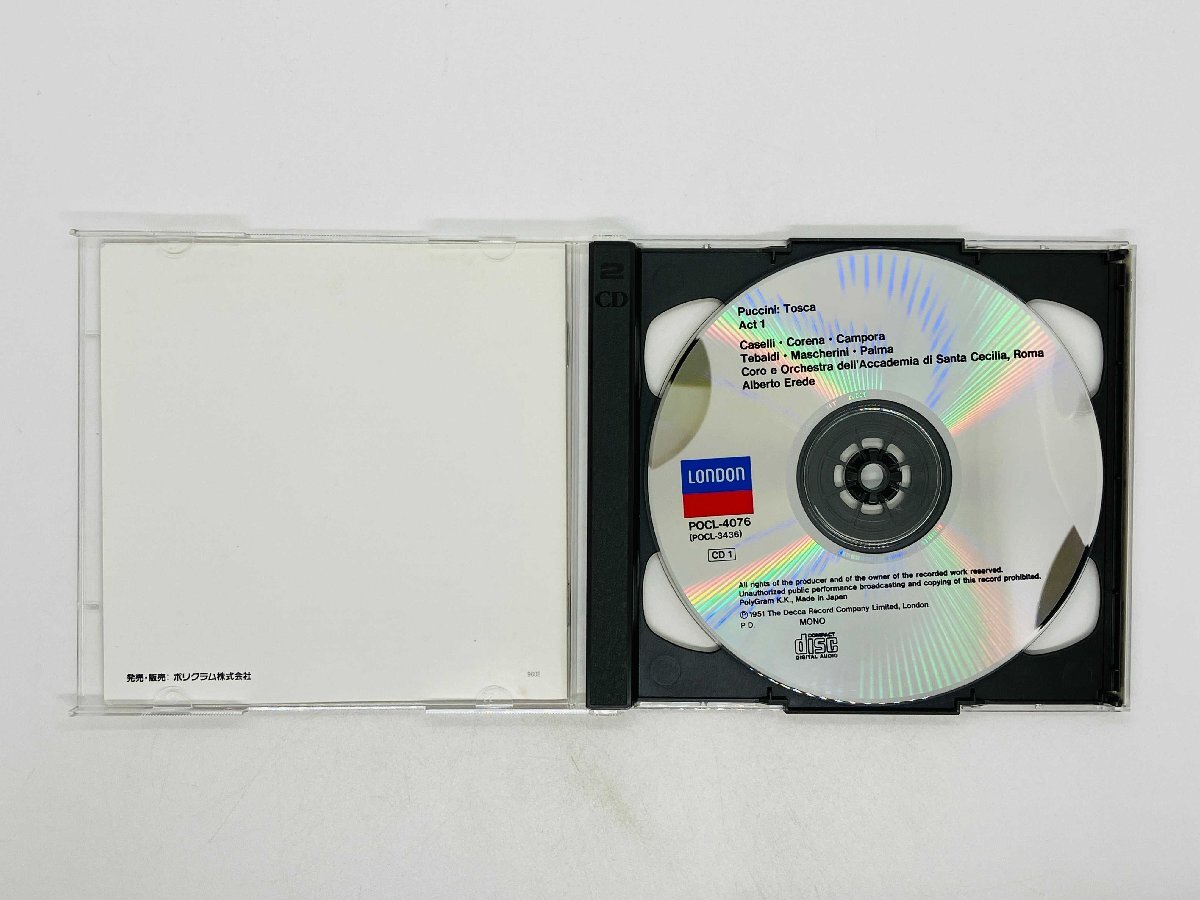 発売・販売：ポリグラム株式会社
2
CD
Puccini: Tosca
Act 1
Caselli・Corena・Campora
Tebaldi・Mascherini・Palma
Coro e Orchestra dell'Accademia di Santa Cecilia, Roma
Alberto Erede
LONDON
POCL-4076
(POCL-3436)
CD 1
All rights of the producer and of the owner of the recorded work reserved.
Unauthorized public performance broadcasting and copying of this record prohibited.
PolyGram K.K., Made in Japan
℗1951 The Decca Record Company Limited, London
P.D. MONO
COMPACT
disc
DIGITAL AUDIO